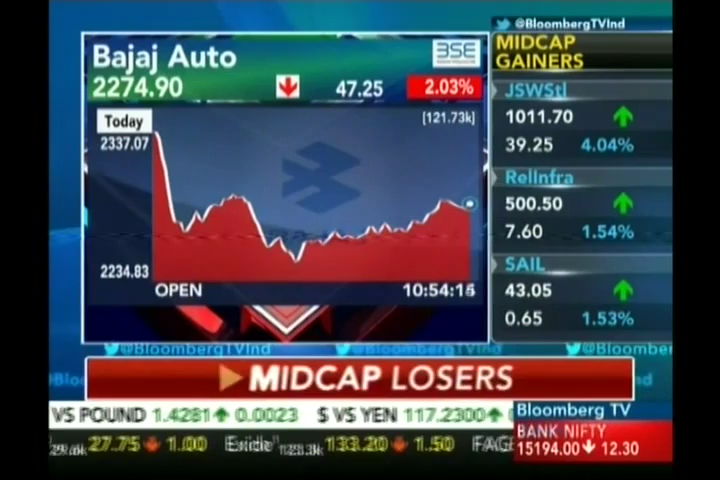 @BloombergTVInd
Bajaj Auto
BSE
2274.90 47.25 2.03%
Today
[121.73k]
2337.07
2234.83
OPEN 10:54:15
MIDCAP
GAINERS
JSWStl
1011.70
39.25 4.04%
RelInfra
500.50
7.60 1.54%
SAIL
43.05
0.65 1.53%
@BloombergTVInd @BloombergTVInd @Bloomber
MIDCAP LOSERS
VS POUND 1.4281 0.0023 $ VS YEN 117.2300
27.75 1.00 Exide 133.20 1.50 FAG
Bloomberg TV
BANK NIFTY
15194.00 12.30